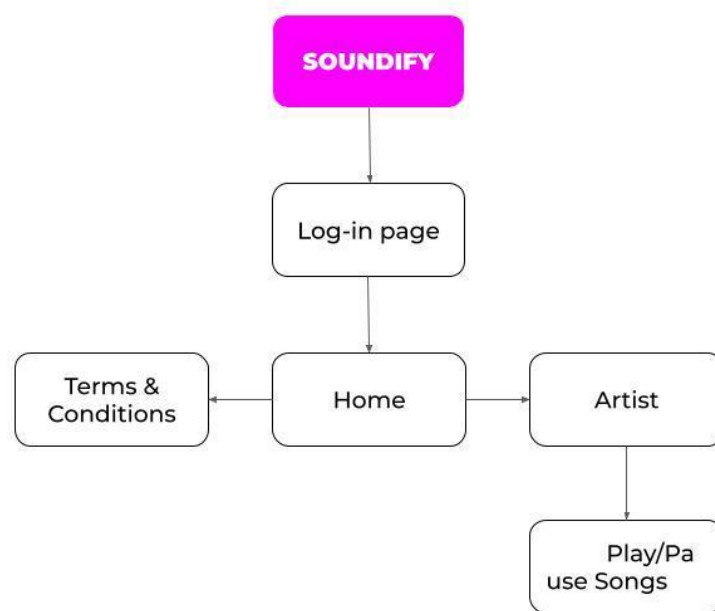 SOUNDIFY
Log-in page
Terms &
Conditions
Home
Artist
Play/Pa
use Songs